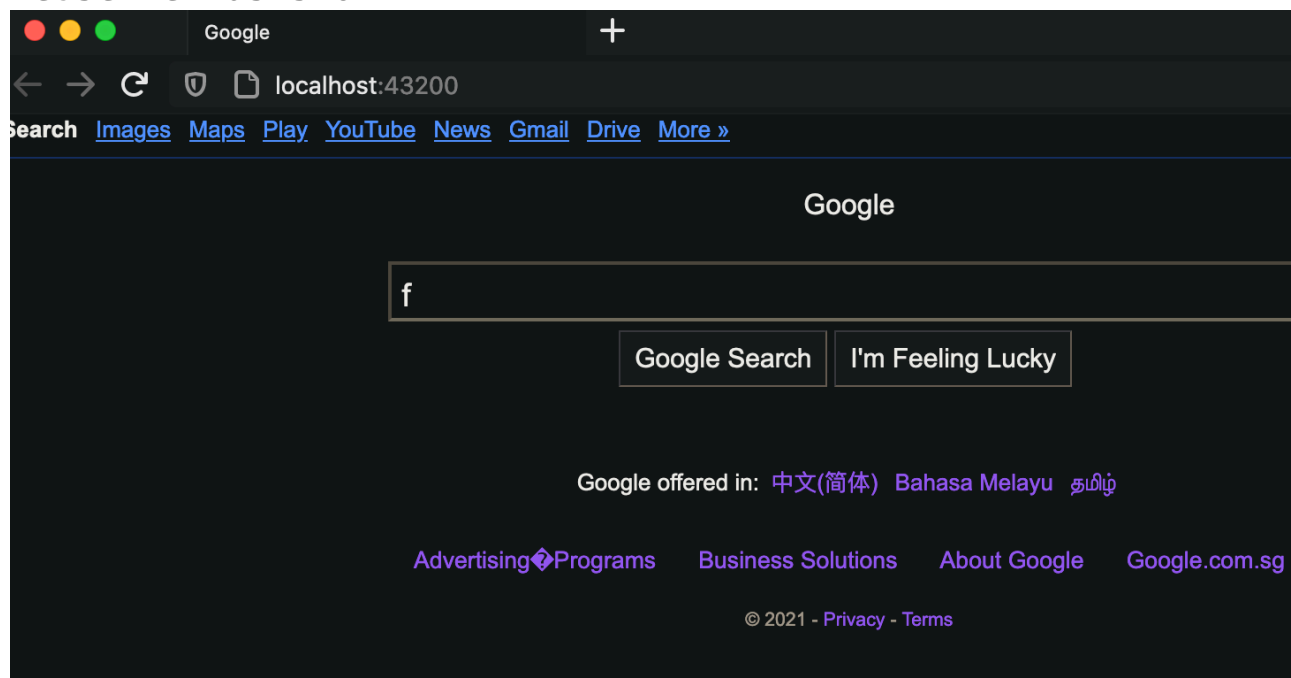 Google
localhost:43200
Search Images Maps Play YouTube News Gmail Drive More »
Google
f
Google Search I'm Feeling Lucky
Google offered in: 中文(简体) Bahasa Melayu தமிழ்
Advertising�Programs Business Solutions About Google Google.com.sg
© 2021 - Privacy - Terms